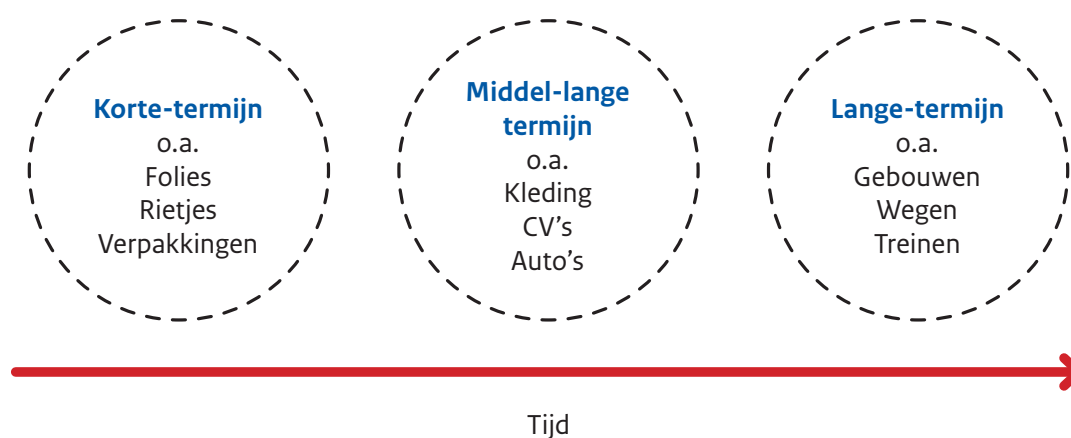 Korte-termijn
o.a.
Folies
Rietjes
Verpakkingen
Middel-lange
termijn
o.a.
Kleding
CV's
Auto's
Lange-termijn
o.a.
Gebouwen
Wegen
Treinen
Tijd